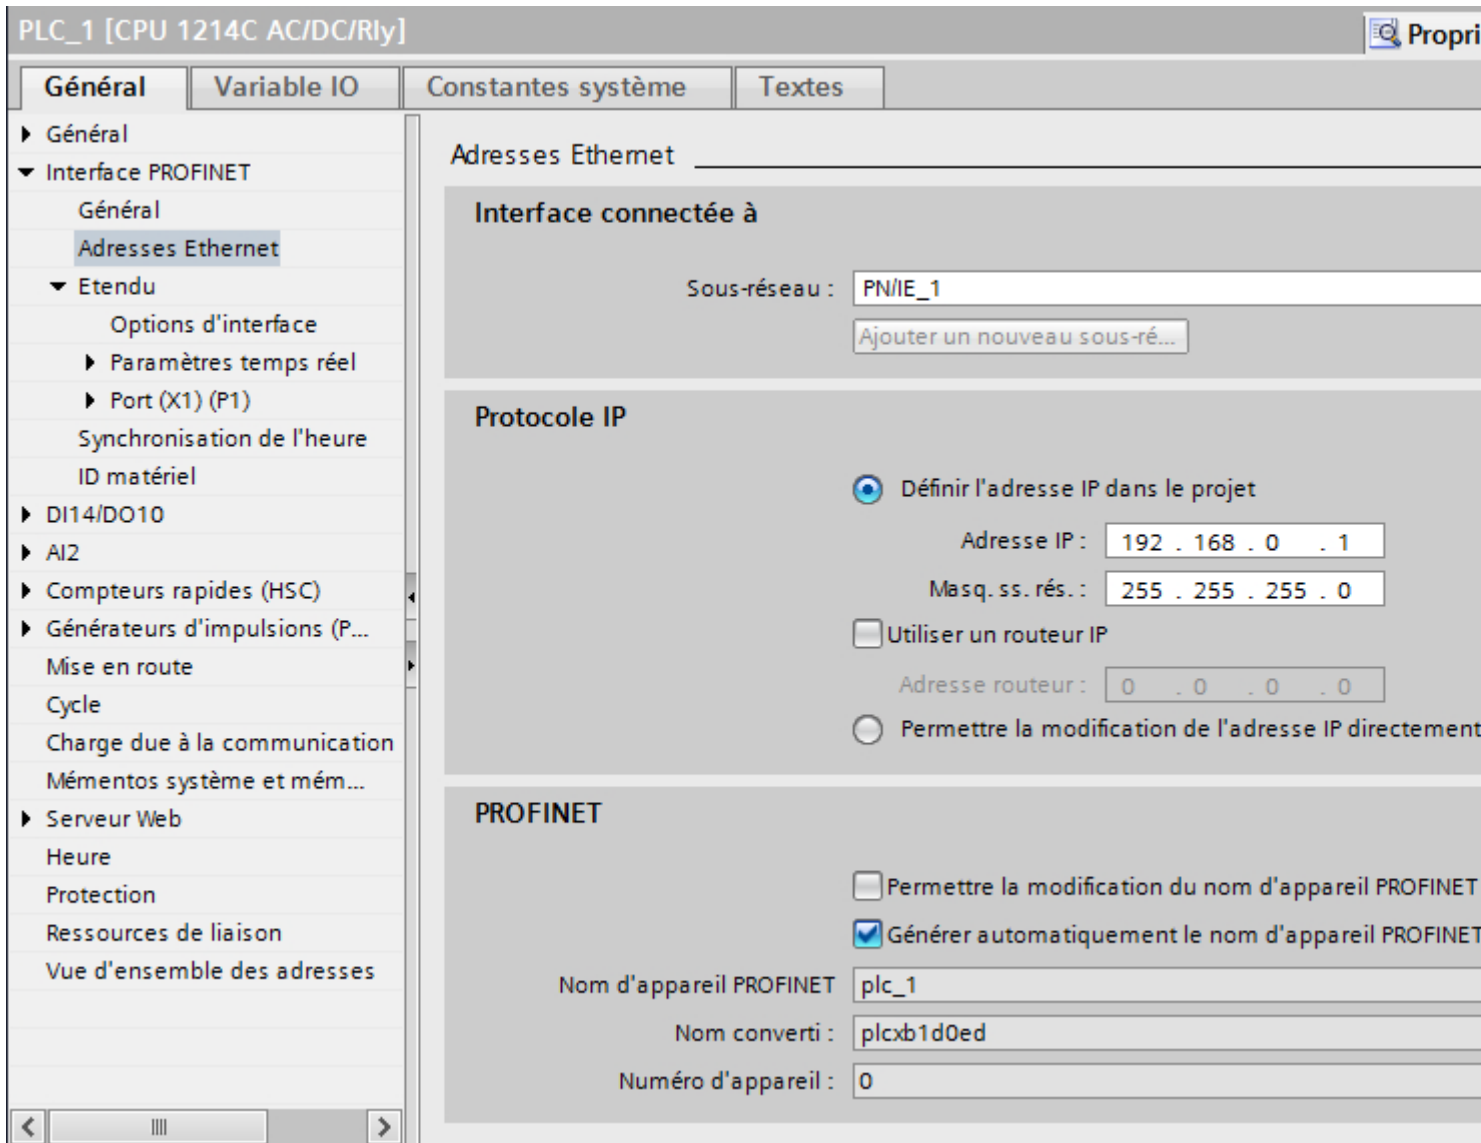 PLC_1 [CPU 1214C AC/DC/Rly]
Propri
Général
Variable IO
Constantes système
Textes
Général
Interface PROFINET
Général
Adresses Ethernet
Etendu
Options d'interface
Paramètres temps réel
Port (X1) (P1)
Synchronisation de l'heure
ID matériel
DI14/DO10
AI2
Compteurs rapides (HSC)
Générateurs d'impulsions (P...
Mise en route
Cycle
Charge due à la communication
Mémentos système et mém...
Serveur Web
Heure
Protection
Ressources de liaison
Vue d'ensemble des adresses
Adresses Ethernet
Interface connectée à
Sous-réseau : PN/IE_1
Ajouter un nouveau sous-ré...
Protocole IP
Définir l'adresse IP dans le projet
Adresse IP : 192 . 168 . 0 . 1
Masq. ss. rés. : 255 . 255 . 255 . 0
Utiliser un routeur IP
Adresse routeur : 0 . 0 . 0 . 0
Permettre la modification de l'adresse IP directement
PROFINET
Permettre la modification du nom d'appareil PROFINET
Générer automatiquement le nom d'appareil PROFINET
Nom d'appareil PROFINET plc_1
Nom converti : plcxb1d0ed
Numéro d'appareil : 0